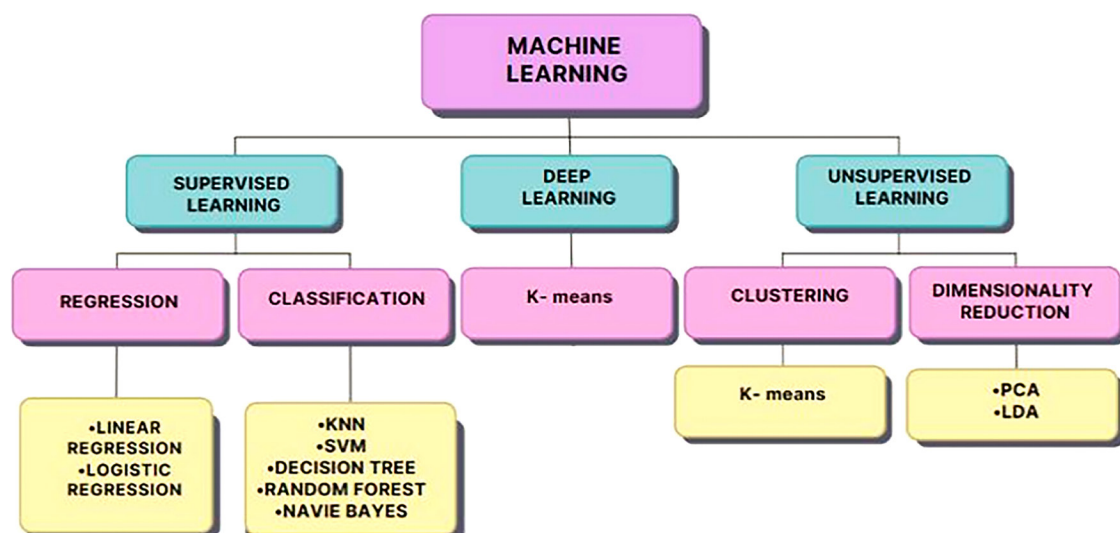 MACHINE
LEARNING
SUPERVISED
LEARNING
DEEP
LEARNING
UNSUPERVISED
LEARNING
REGRESSION
CLASSIFICATION
K- means
CLUSTERING
DIMENSIONALITY
REDUCTION
•LINEAR
REGRESSION
•LOGISTIC
REGRESSION
•KNN
•SVM
•DECISION TREE
•RANDOM FOREST
•NAVIE BAYES
K- means
•PCA
•LDA